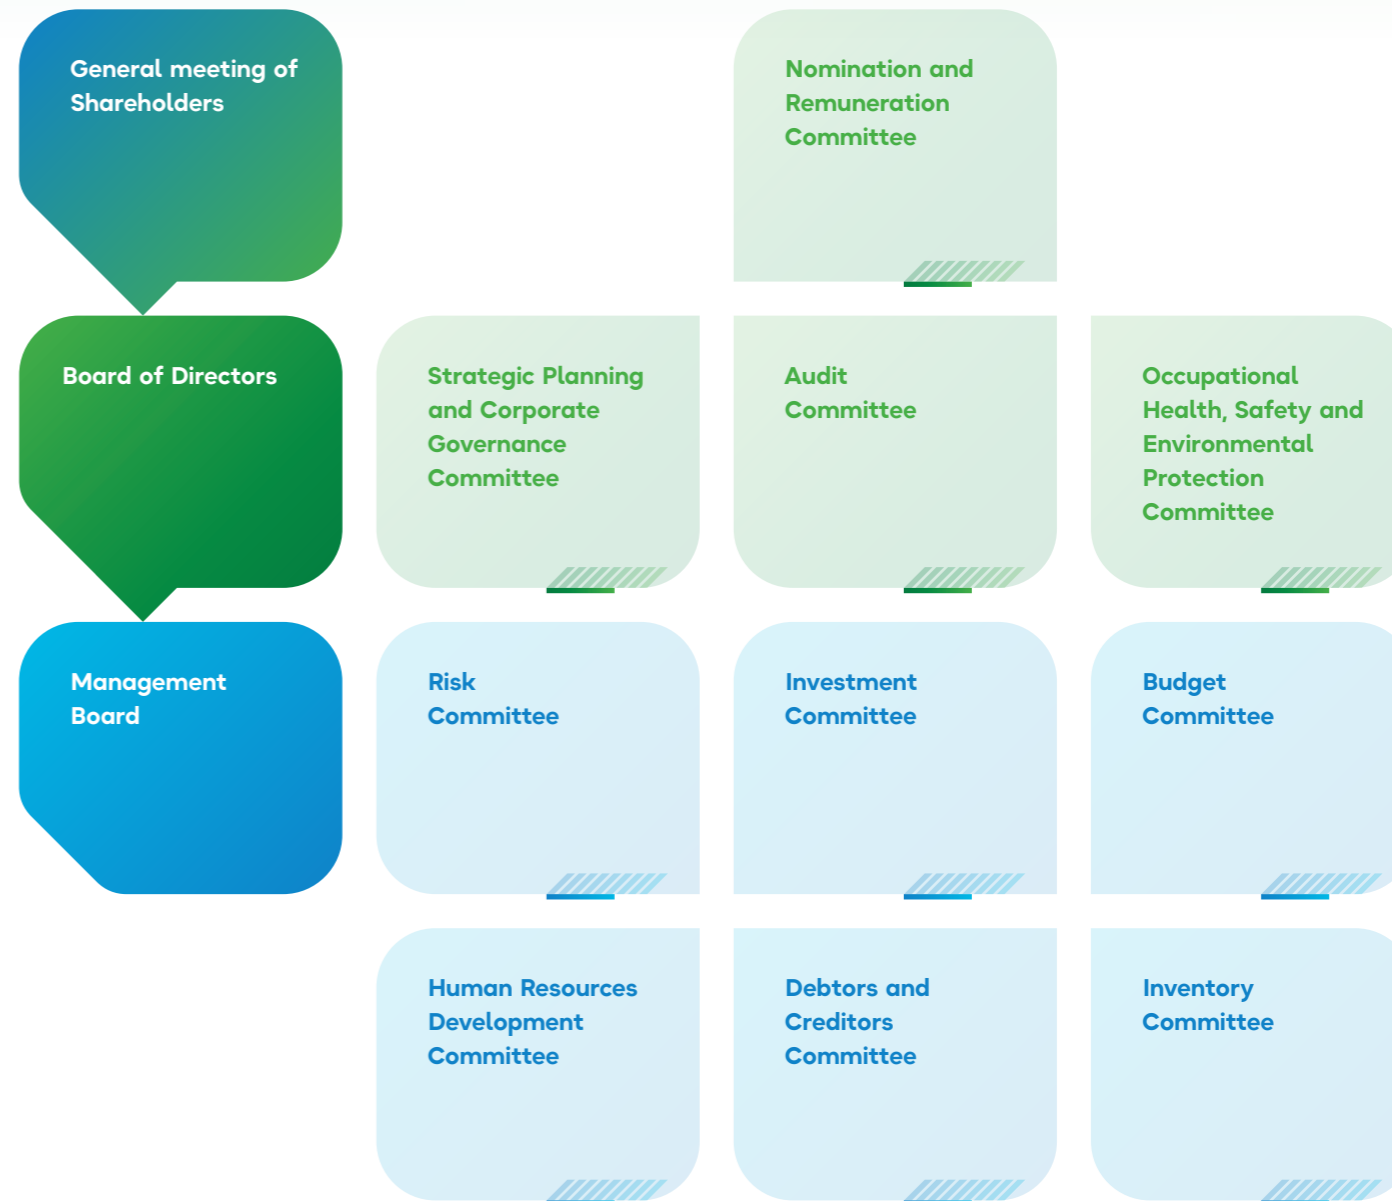 General meeting of
Shareholders
Nomination and
Remuneration
Committee
Board of Directors
Strategic Planning
and Corporate
Governance
Committee
Audit
Committee
Occupational
Health, Safety and
Environmental
Protection
Committee
Management
Board
Risk
Committee
Investment
Committee
Budget
Committee
Human Resources
Development
Committee
Debtors and
Creditors
Committee
Inventory
Committee